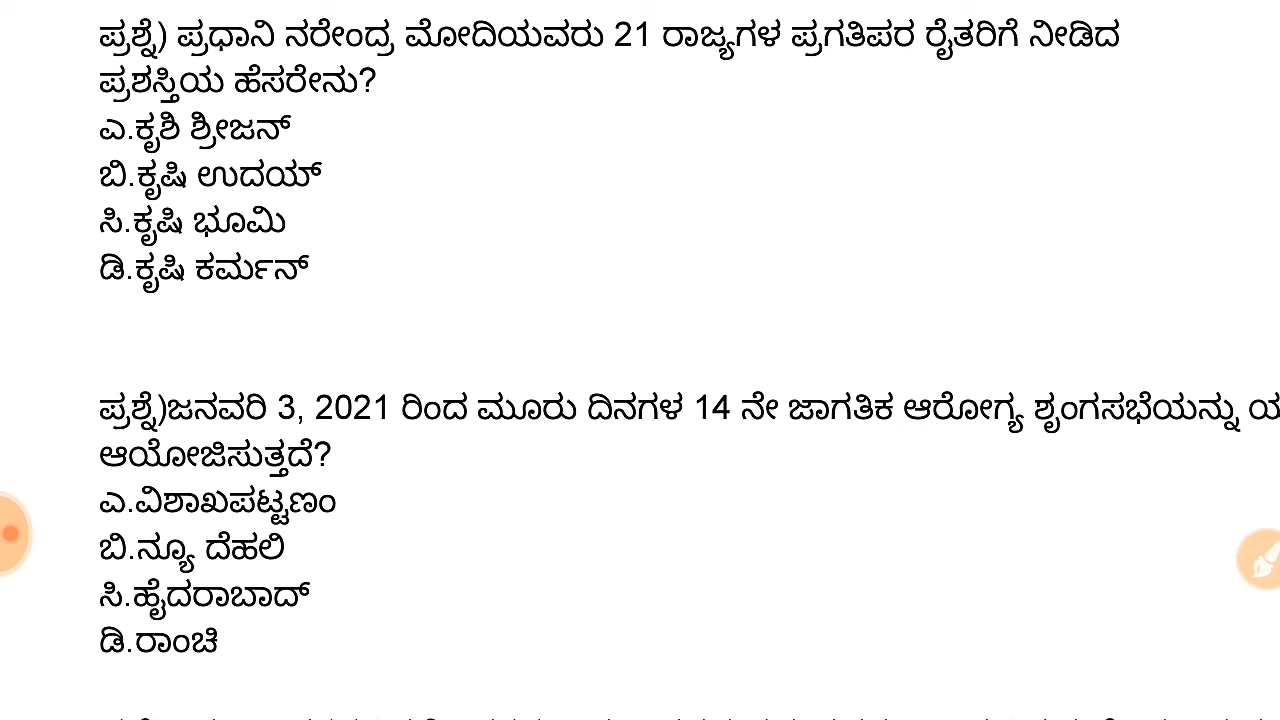 ಪ್ರಶ್ನೆ) ಪ್ರಧಾನಿ ನರೇಂದ್ರ ಮೋದಿಯವರು 21 ರಾಜ್ಯಗಳ ಪ್ರಗತಿಪರ ರೈತರಿಗೆ ನೀಡಿದ
ಪ್ರಶಸ್ತಿಯ ಹೆಸರೇನು?
ಎ.ಕೃಶಿ ಶ್ರೀಜನ್
ಬಿ.ಕೃಷಿ ಉದಯ್
ಸಿ.ಕೃಷಿ ಭೂಮಿ
ಡಿ.ಕೃಷಿ ಕರ್ಮನ್
ಪ್ರಶ್ನೆ)ಜನವರಿ 3, 2021 ರಿಂದ ಮೂರು ದಿನಗಳ 14 ನೇ ಜಾಗತಿಕ ಆರೋಗ್ಯ ಶೃಂಗಸಭೆಯನ್ನು
ಆಯೋಜಿಸುತ್ತದೆ?
ಎ.ವಿಶಾಖಪಟ್ಟಣಂ
ಬಿ.ನ್ಯೂ ದೆಹಲಿ
ಸಿ.ಹೈದರಾಬಾದ್
ಡಿ.ರಾಂಚಿ